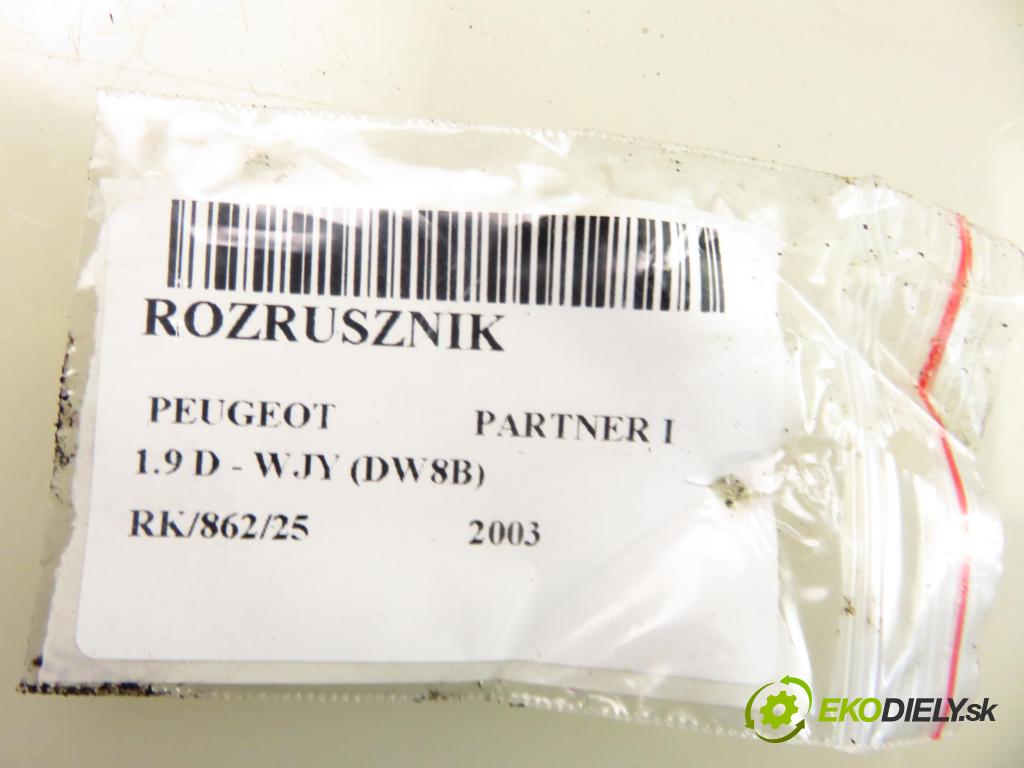 ROZRUSZNIK
PEUGEOT PARTNER I
1.9 D - WJY (DW8B)
RK/862/25 2003
EKODIELY.sk